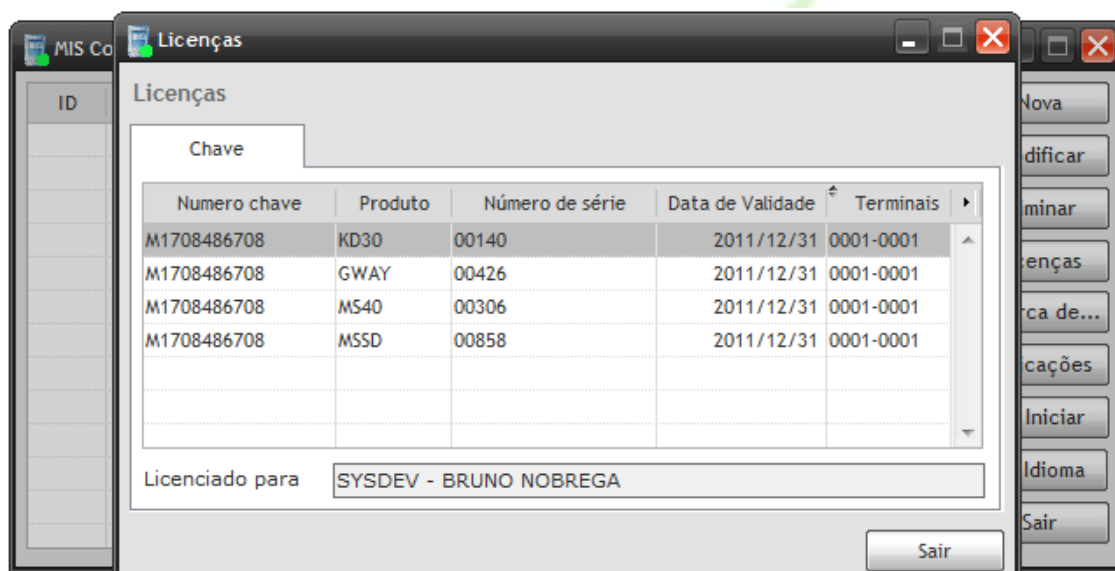 MIS Co
Licenças
Licenças
ID
Chave
Numero chave Produto Número de série Data de Validade Terminais
M1708486708 KD30 00140 2011/12/31 0001-0001
M1708486708 GWAY 00426 2011/12/31 0001-0001
M1708486708 MS40 00306 2011/12/31 0001-0001
M1708486708 MSSD 00858 2011/12/31 0001-0001
Licenciado para SYSDEV - BRUNO NOBREGA
Sair
Nova
dificar
minar
enças
rca de...
cações
Iniciar
Idioma
Sair